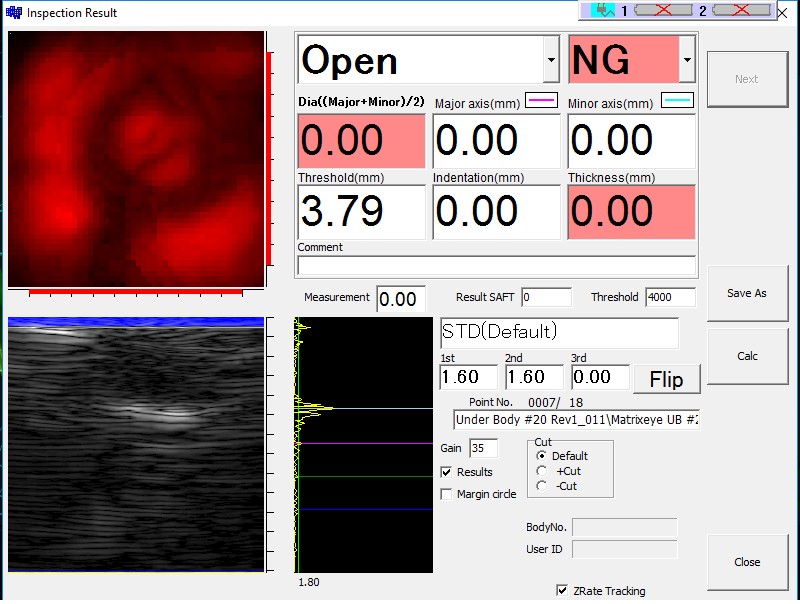 Inspection Result
1 2
Open NG
Next
Dia((Major+Minor)/2) Major axis(mm) Minor axis(mm)
0.00 0.00 0.00
Threshold(mm) Indentation(mm) Thickness(mm)
3.79 0.00 0.00
Comment
Measurement 0.00 Result SAFT 0 Threshold 4000
Save As
STD(Default)
Calc
1st 2nd 3rd
1.60 1.60 0.00 Flip
Point No. 0007/ 18
Under Body #20 Rev1_011\Matrixeye UB #2
Gain 35 Cut
Default
Results +Cut
Margin circle -Cut
BodyNo.
User ID
Close
1.80
ZRate Tracking